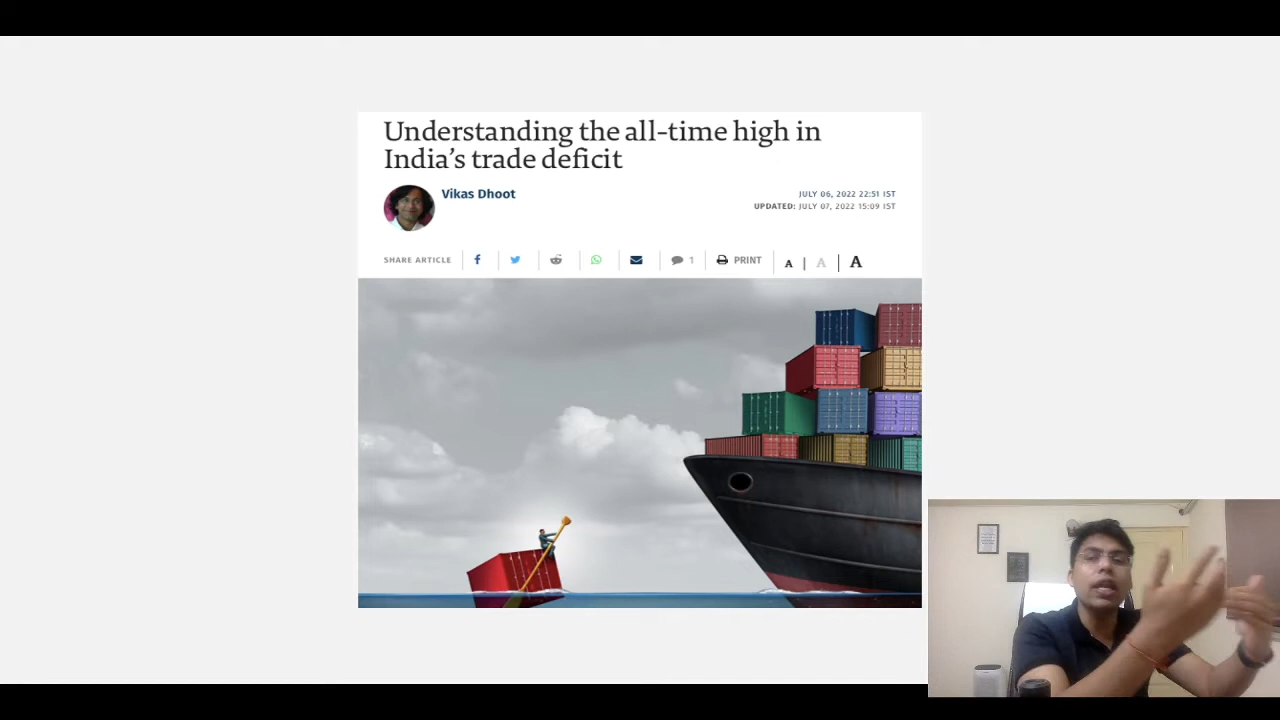 Understanding the all-time high in
India's trade deficit
Vikas Dhoot
JULY 06, 2022 22:51 IST
UPDATED: JULY 07, 2022 15:09 IST
SHARE ARTICLE
1
PRINT
A | A | A